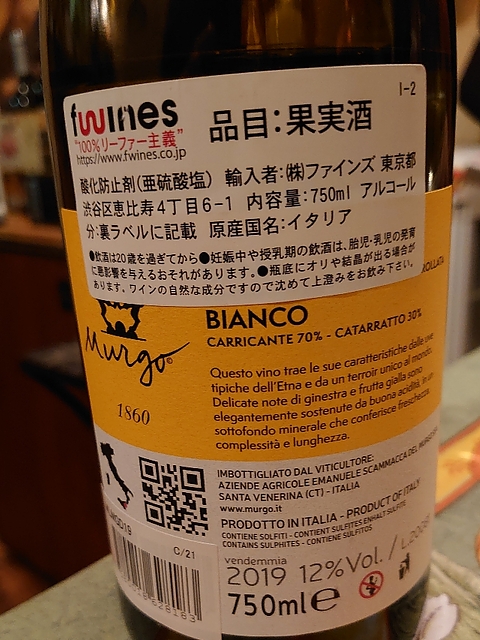 fwines
品目：果実酒
I-2
"100%リーファー主義"
https://www.fwines.co.jp
酸化防止剤(亜硫酸塩) 輸入者：㈱ファインズ 東京都
渋谷区恵比寿4丁目6-1 内容量：750ml アルコール
分：裏ラベルに記載 原産国名：イタリア
●飲酒は20歳を過ぎてから●妊娠中や授乳期の飲酒は、胎児・乳児の発育
に悪影響を与えるおそれがあります。●瓶底にオリや結晶が出る場合が
あります。ワインの自然な成分ですので沈めて上澄みをお飲み下さい。
BIANCO
CARRICANTE 70% - CATARRATTO 30%
Murgo©
1860
Questo vino trae le sue caratteristiche dalle uve
tipiche dell'Etna e da un terroir unico al mondo.
Delicate note di ginestra e frutta gialla sono
elegantemente sostenute da buona acidità, in un
sottofondo minerale che conferisce freschezza,
complessità e lunghezza.
IMBOTTIGLIATO DAL VITICULTORE:
AZIENDE AGRICOLE EMANUELE SCAMMACCA DEL MURGO
SANTA VENERINA (CT) - ITALIA
www.murgo.it
PRODOTTO IN ITALIA - PRODUCT OF ITALY
CONTIENE SOLFITI - CONTIENT SULFITES ENHALT SULFITE
CONTAINS SULPHITES - CONTIENE SULFITOS
C/21
vendemmia
2019 12% Vol.
750ml e